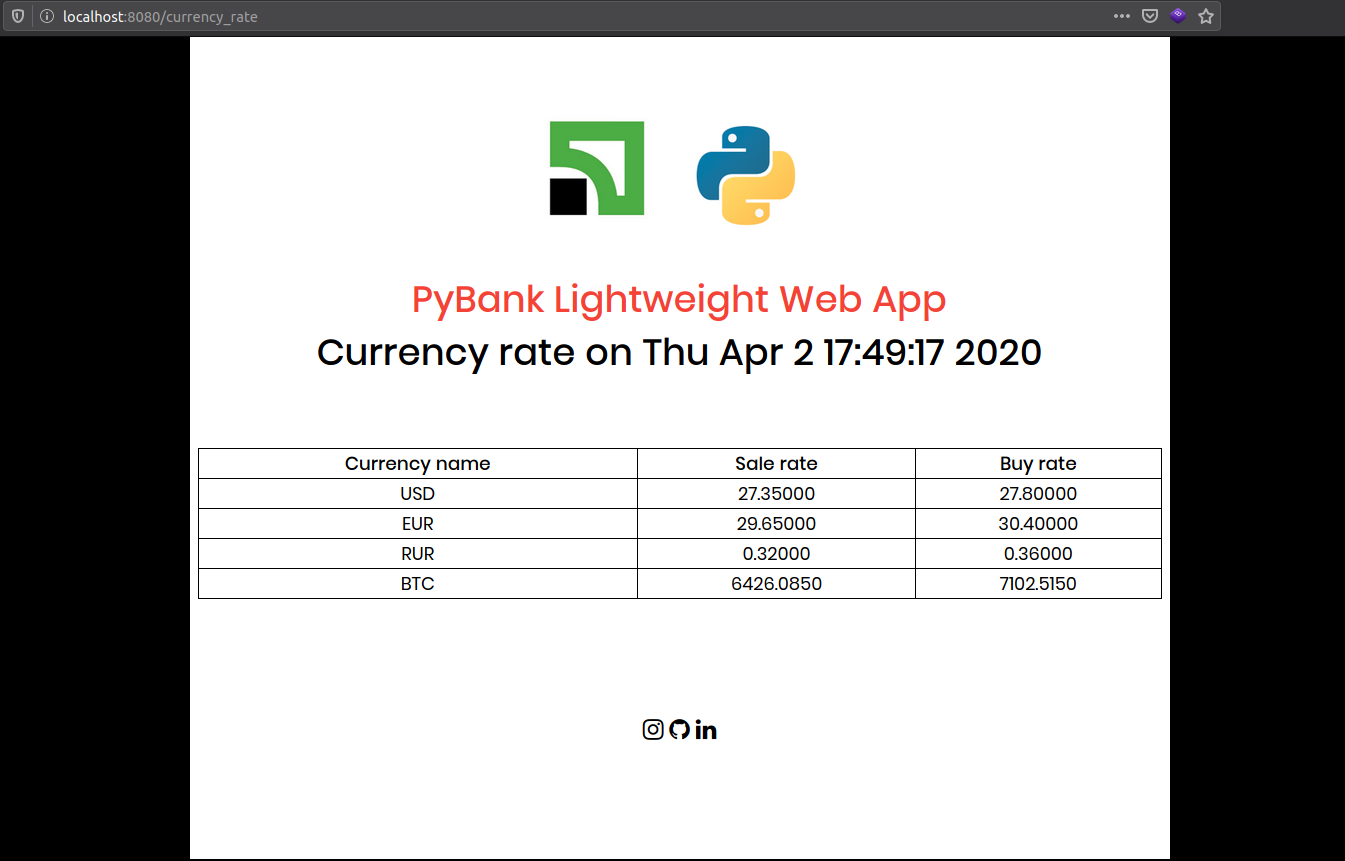 localhost:8080/currency_rate
PyBank Lightweight Web App
Currency rate on Thu Apr 2 17:49:17 2020
Currency name Sale rate Buy rate
USD 27.35000 27.80000
EUR 29.65000 30.40000
RUR 0.32000 0.36000
BTC 6426.0850 7102.5150
in